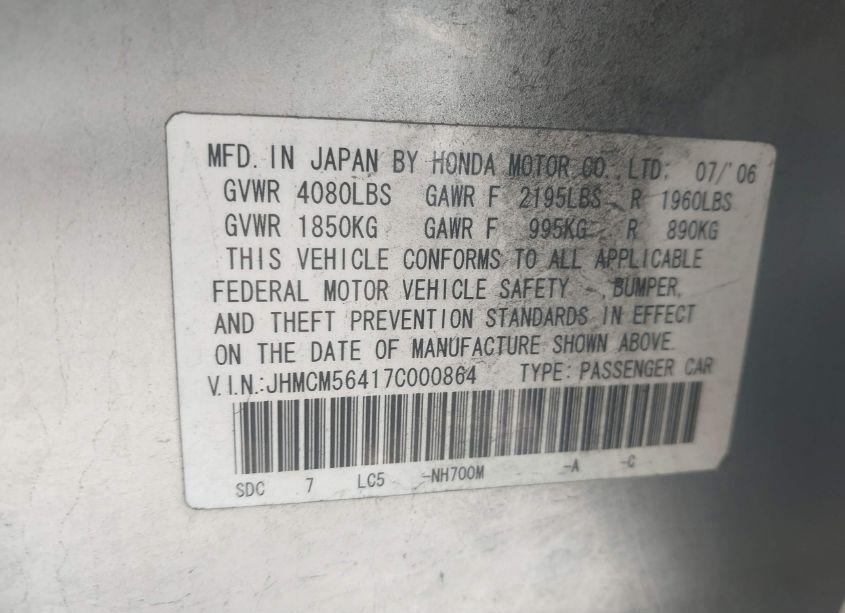 MFD. IN JAPAN BY HONDA MOTOR CO.,LTD. 07/'06
GVWR 4080LBS GAWR F 2195LBS R 1960LBS
GVWR 1850KG GAWR F 995KG R 890KG
THIS VEHICLE CONFORMS TO ALL APPLICABLE
FEDERAL MOTOR VEHICLE SAFETY , BUMPER,
AND THEFT PREVENTION STANDARDS IN EFFECT
ON THE DATE OF MANUFACTURE SHOWN ABOVE.
V.I.N.:JHMCM56417C000864 TYPE: PASSENGER CAR
SDC 7 LC5 -NH700M -A -C